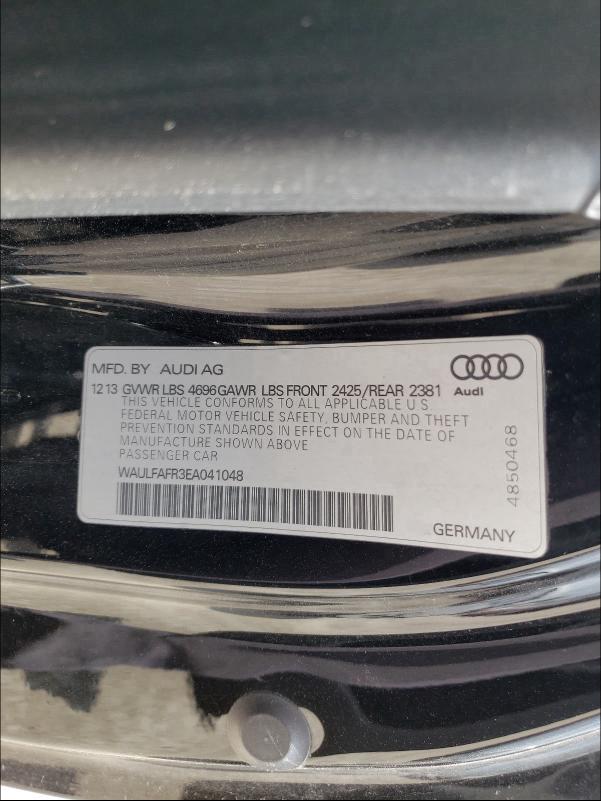 MFD. BY AUDI AG
12 13 GVWR LBS 4696 GAWR LBS FRONT 2425/REAR 2381
Audi
THIS VEHICLE CONFORMS TO ALL APPLICABLE U S
FEDERAL MOTOR VEHICLE SAFETY, BUMPER AND THEFT
PREVENTION STANDARDS IN EFFECT ON THE DATE OF
MANUFACTURE SHOWN ABOVE
PASSENGER CAR
WAULFAFR3EA041048
4850468
GERMANY